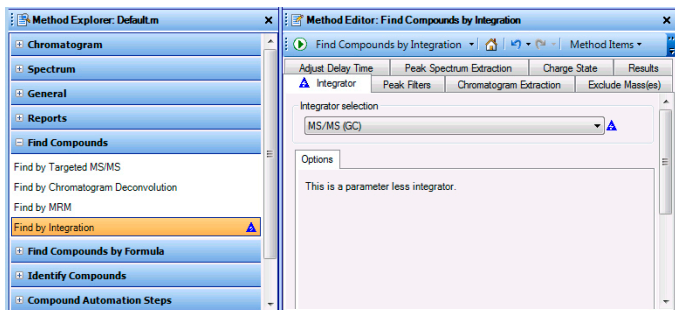 Method Explorer: Default.m
Chromatogram
Spectrum
General
Reports
Find Compounds
Find by Targeted MS/MS
Find by Chromatogram Deconvolution
Find by MRM
Find by Integration
Find Compounds by Formula
Identify Compounds
Compound Automation Steps
Method Editor: Find Compounds by Integration
Find Compounds by Integration Method Items
Adjust Delay Time Peak Spectrum Extraction Charge State Results
Integrator Peak Filters Chromatogram Extraction Exclude Mass(es)
Integrator selection
MS/MS (GC)
Options
This is a parameter less integrator.